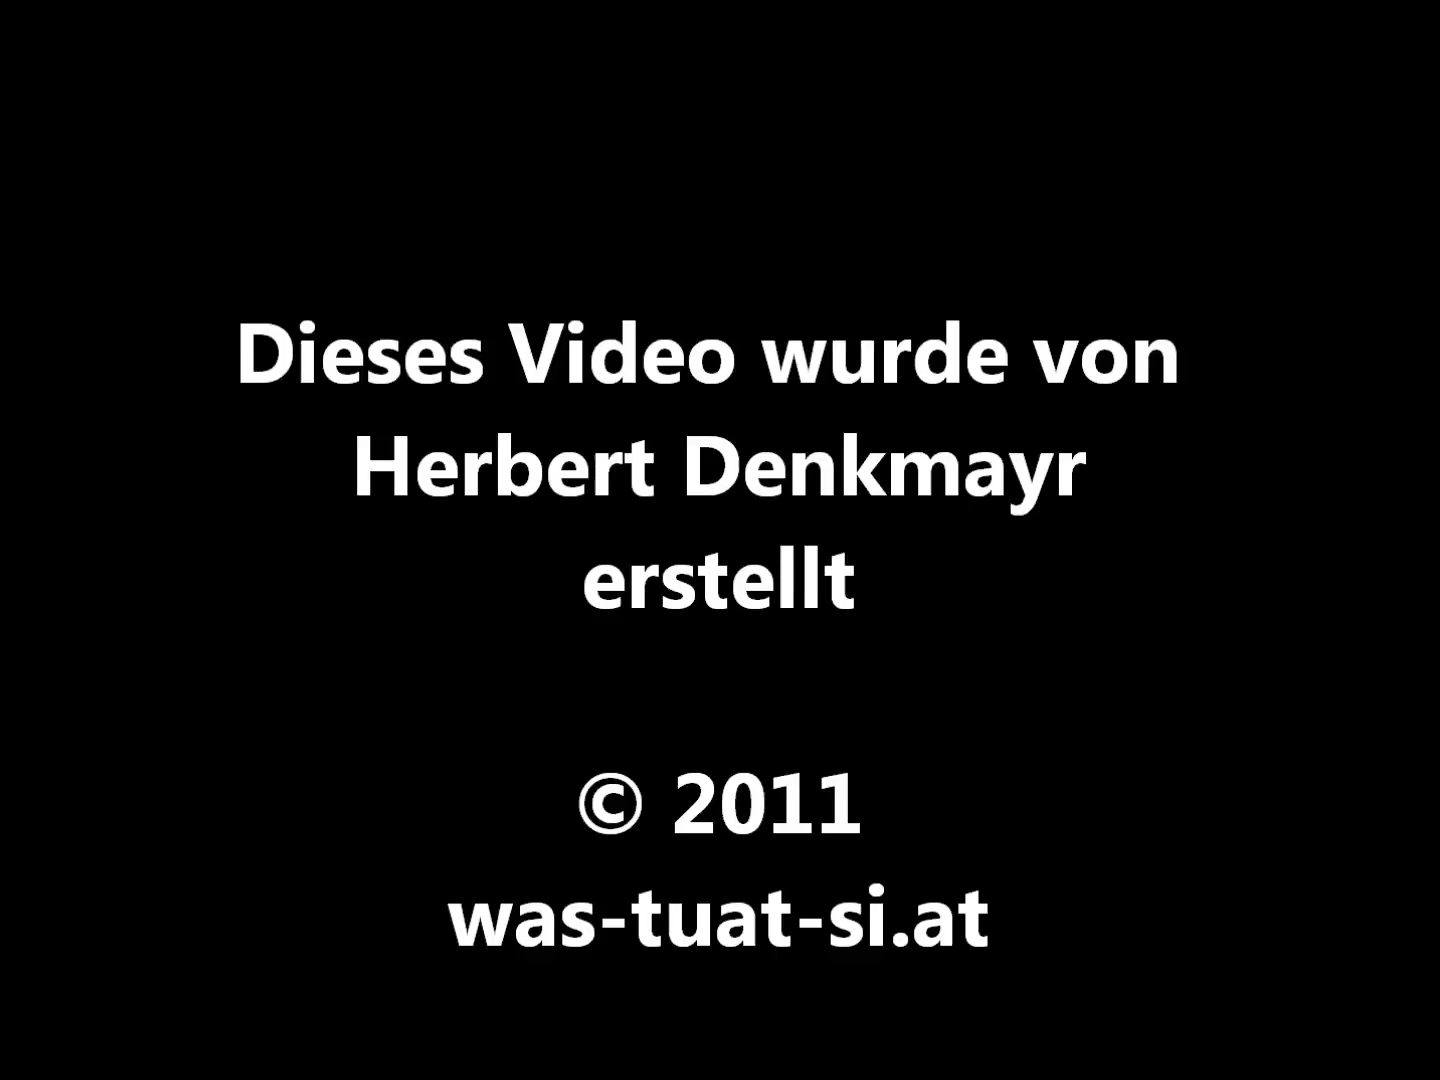 Dieses Video wurde von
Herbert Denkmayr
erstellt
© 2011
was-tuat-si.at